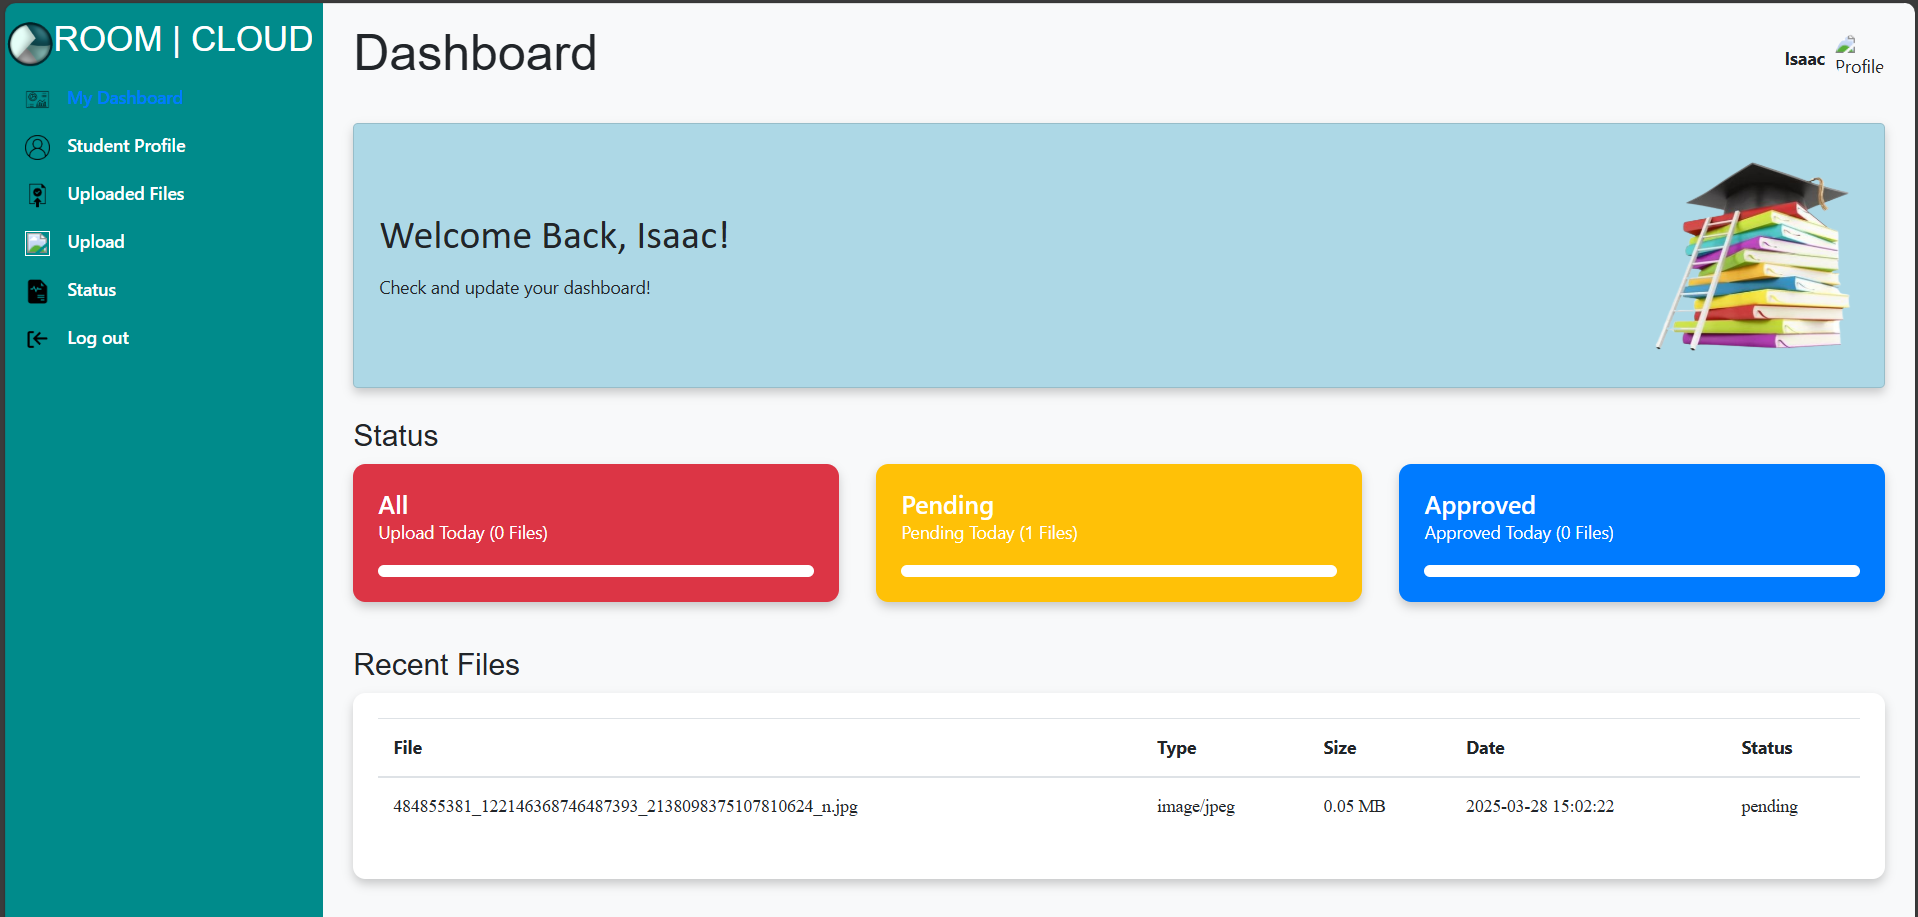 ROOM | CLOUD
My Dashboard
Student Profile
Uploaded Files
Upload
Status
Log out
Dashboard
Isaac
Profile
Welcome Back, Isaac!
Check and update your dashboard!
Status
All
Upload Today (0 Files)
Pending
Pending Today (1 Files)
Approved
Approved Today (0 Files)
Recent Files
File Type Size Date Status
484855381_122146368746487393_2138098375107810624_n.jpg image/jpeg 0.05 MB 2025-03-28 15:02:22 pending